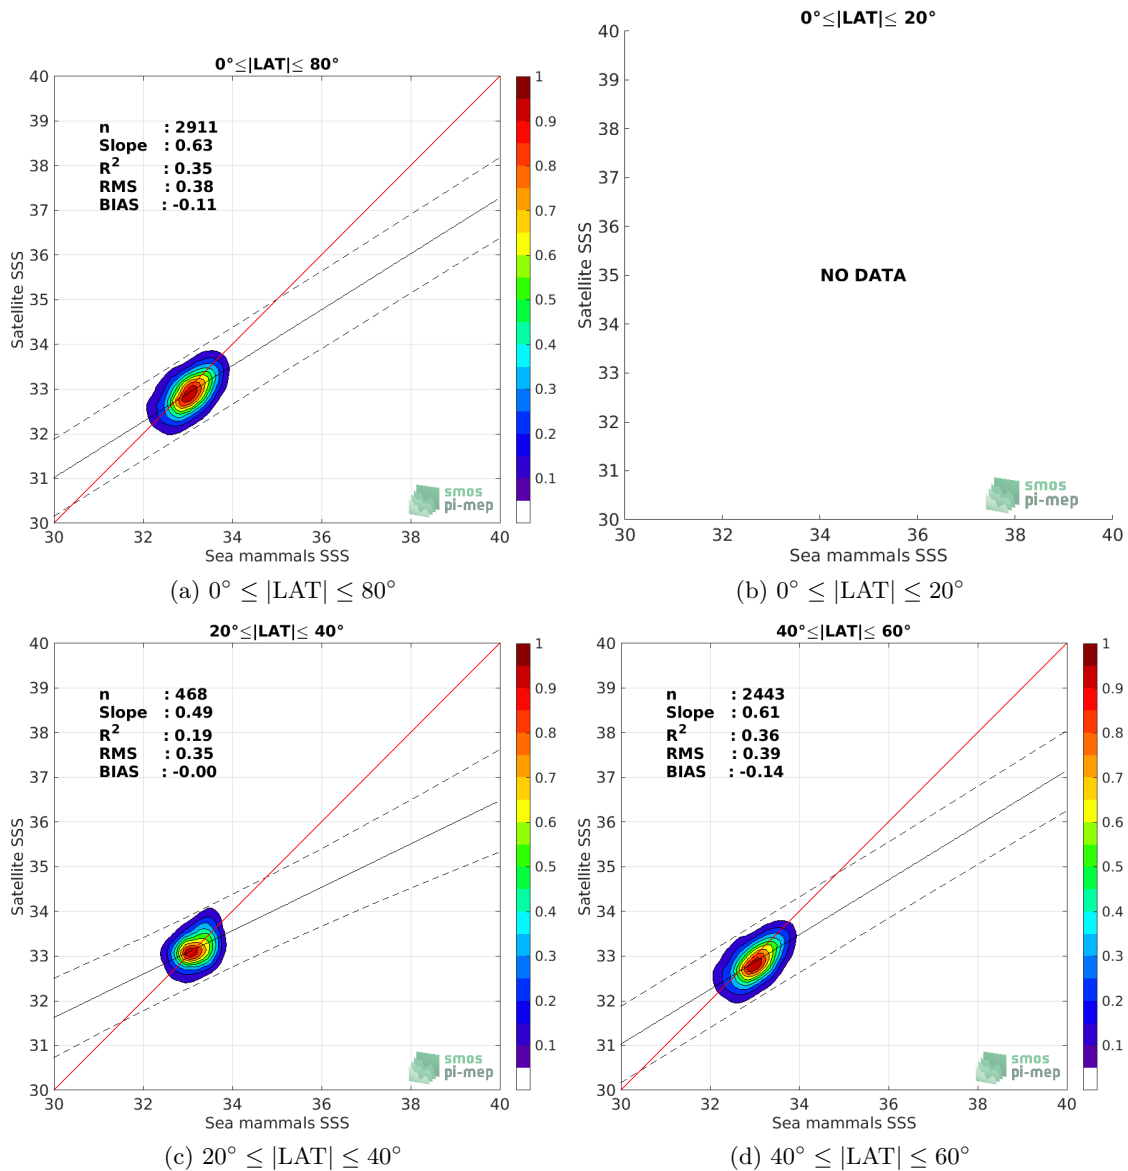 0°≤|LAT|≤ 80°
40
39
38
37
36
35
34
33
32
31
30
Satellite SSS
n : 2911
Slope : 0.63
R² : 0.35
RMS : 0.38
BIAS : -0.11
smos
pi-mep
30 32 34 36 38 40
Sea mammals SSS
1
0.9
0.8
0.7
0.6
0.5
0.4
0.3
0.2
0.1
(a) 0° ≤ |LAT| ≤ 80°
0°≤|LAT|≤ 20°
40
39
38
37
36
35
34
33
32
31
30
Satellite SSS
NO DATA
smos
pi-mep
30 32 34 36 38 40
Sea mammals SSS
(b) 0° ≤ |LAT| ≤ 20°
20°≤|LAT|≤ 40°
40
39
38
37
36
35
34
33
32
31
30
Satellite SSS
n : 468
Slope : 0.49
R² : 0.19
RMS : 0.35
BIAS : -0.00
smos
pi-mep
30 32 34 36 38 40
Sea mammals SSS
1
0.9
0.8
0.7
0.6
0.5
0.4
0.3
0.2
0.1
(c) 20° ≤ |LAT| ≤ 40°
40°≤|LAT|≤ 60°
40
39
38
37
36
35
34
33
32
31
30
Satellite SSS
n : 2443
Slope : 0.61
R² : 0.36
RMS : 0.39
BIAS : -0.14
smos
pi-mep
30 32 34 36 38 40
Sea mammals SSS
1
0.9
0.8
0.7
0.6
0.5
0.4
0.3
0.2
0.1
(d) 40° ≤ |LAT| ≤ 60°